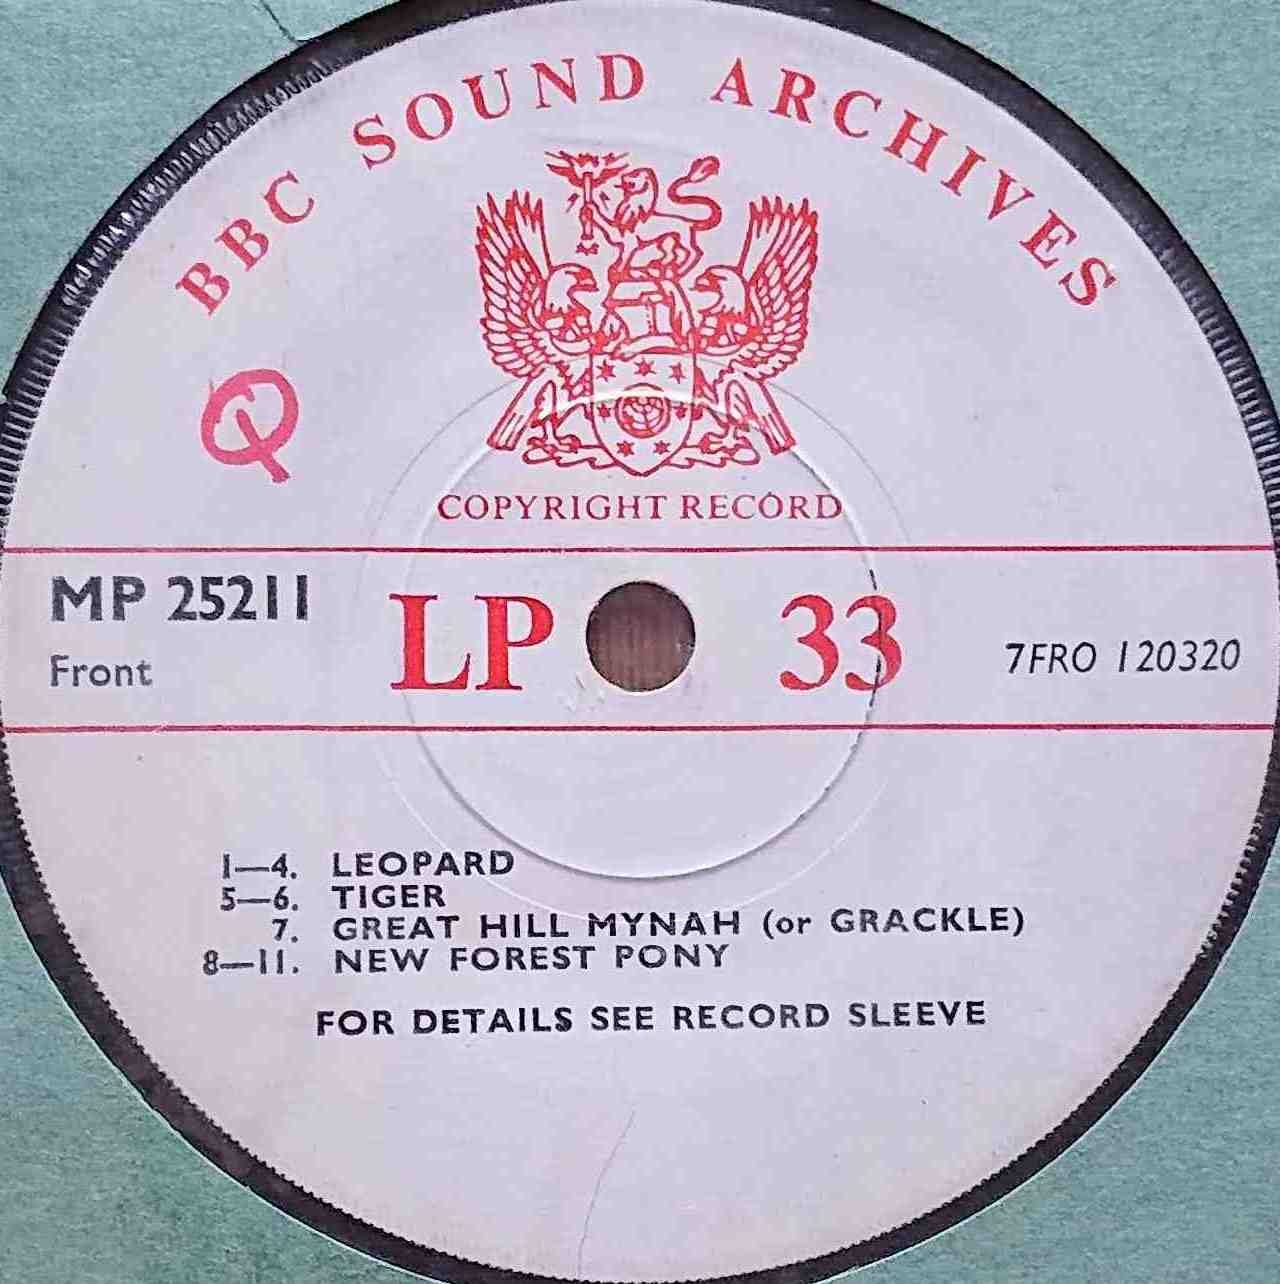 BBC SOUND ARCHIVES
Q
COPYRIGHT RECORD
MP 25211
Front
LP 33
7FRO 120320
1—4. LEOPARD
5—6. TIGER
7. GREAT HILL MYNAH (or GRACKLE)
8—11. NEW FOREST PONY
FOR DETAILS SEE RECORD SLEEVE